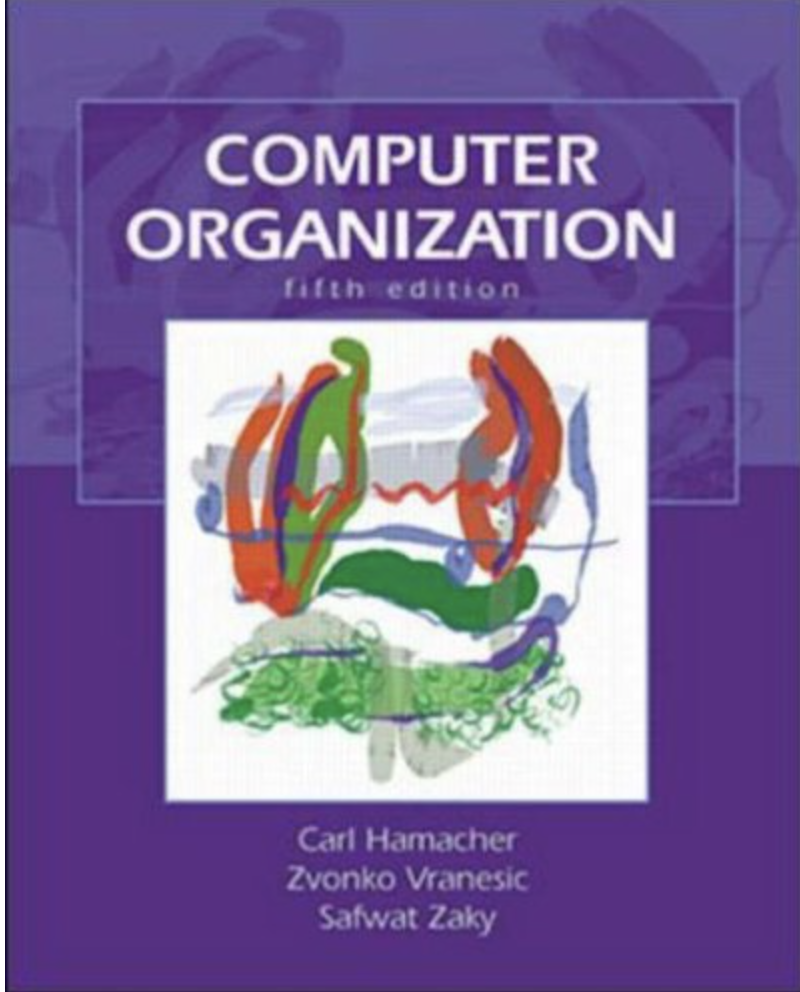 COMPUTER
ORGANIZATION
fifth edition
Carl Hamacher
Zvonko Vranesic
Safwat Zaky